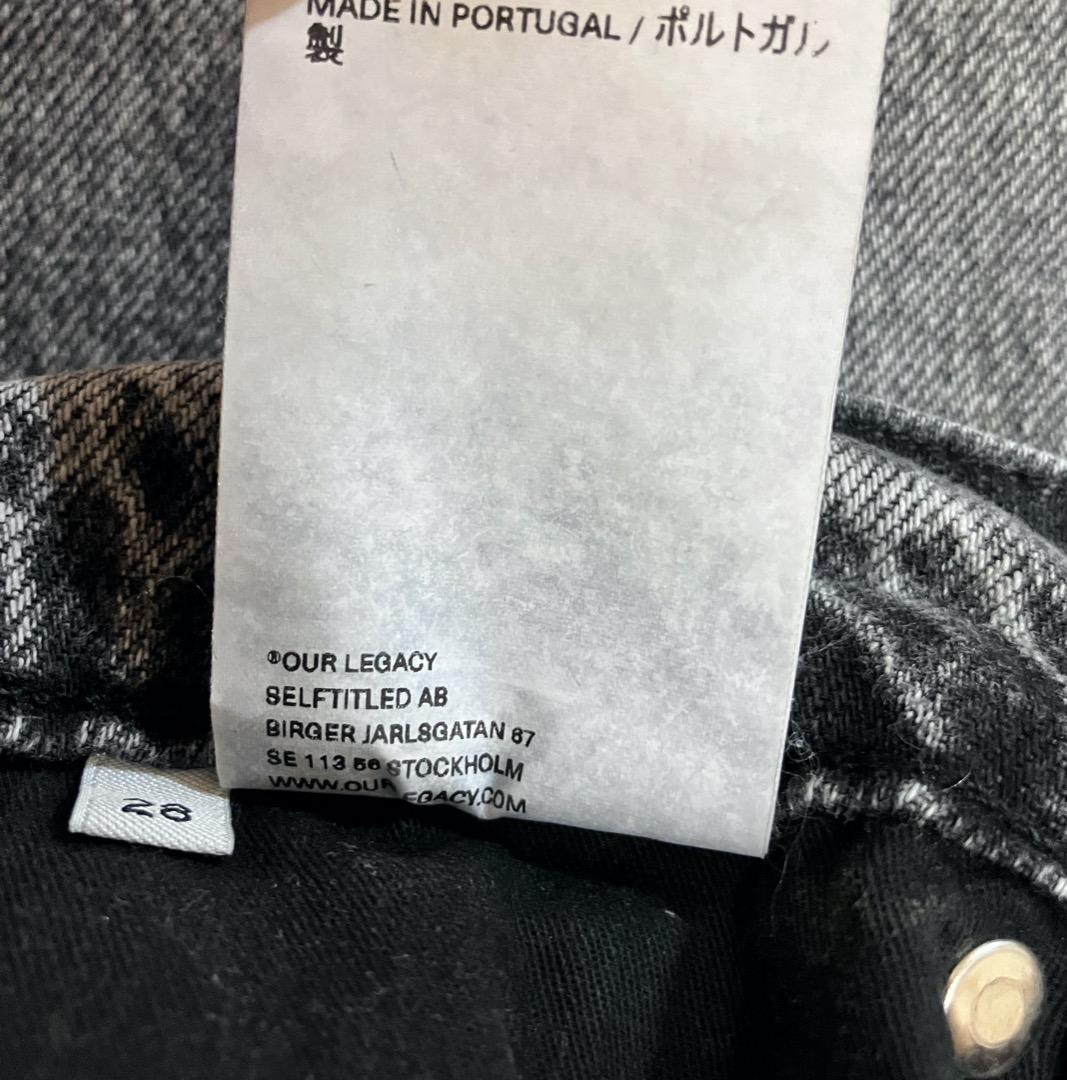 MADE IN PORTUGAL / ポルトガル
製
®OUR LEGACY
SELFTITLED AB
BIRGER JARLSGATAN 67
SE 113 56 STOCKHOLM
WWW.OURLEGACY.COM
28